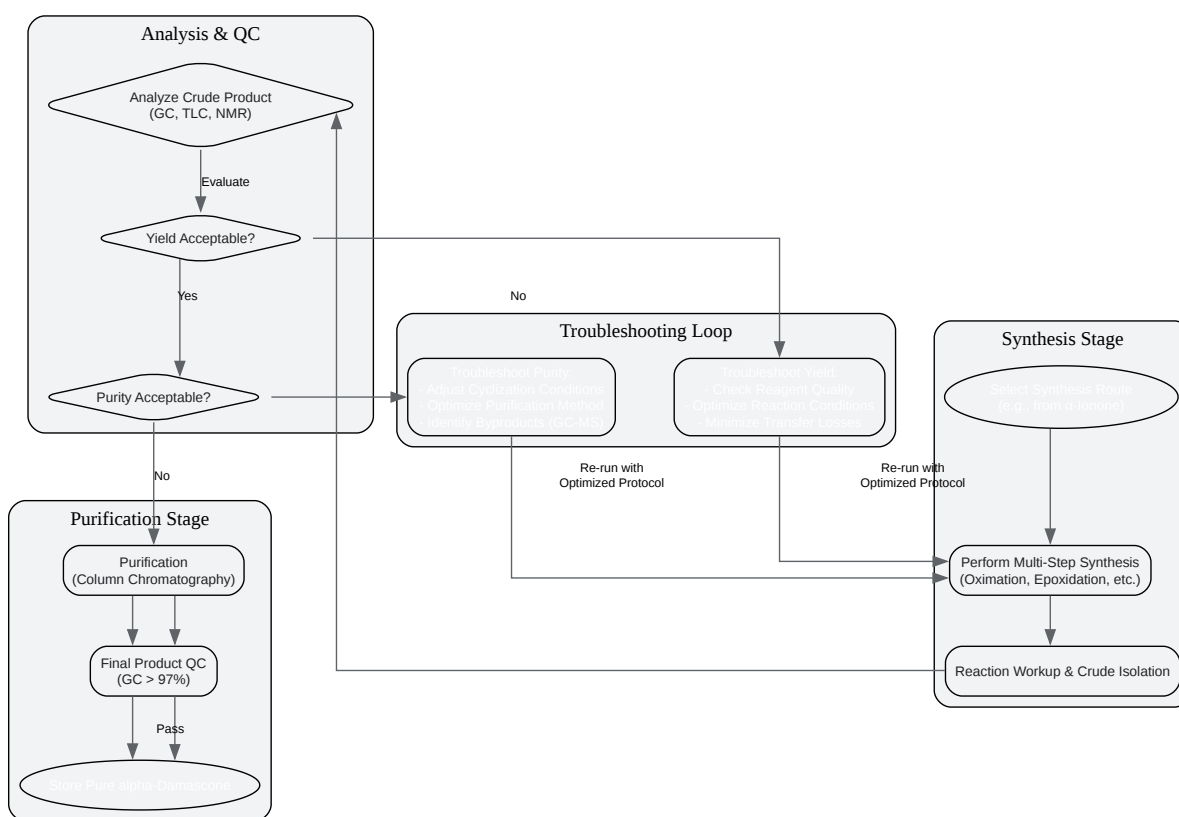 Analysis & QC
Analyze Crude Product
(GC, TLC, NMR)
Evaluate
Yield Acceptable?
Yes
No
Purity Acceptable?
No
Troubleshooting Loop
Troubleshoot Purity:
- Adjust Cyclization Conditions
- Optimize Purification Method
- Identify Byproducts (GC-MS)
Troubleshoot Yield:
- Check Reagent Quality
- Optimize Reaction Conditions
- Minimize Transfer Losses
Re-run with
Optimized Protocol
Re-run with
Optimized Protocol
Synthesis Stage
Select Synthesis Route
(e.g., from α-Ionone)
Perform Multi-Step Synthesis
(Oximation, Epoxidation, etc.)
Reaction Workup & Crude Isolation
Purification Stage
Purification
(Column Chromatography)
Final Product QC
(GC > 97%)
Pass
Store Pure alpha-Damascone